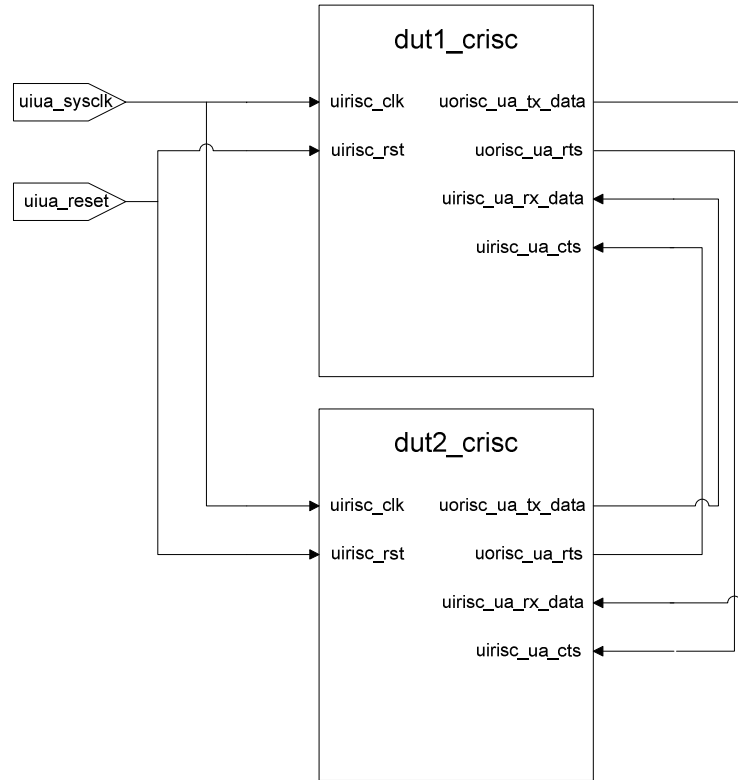 dut1_crisc
uiua_sysclk
uirisc_clk uorisc_ua_tx_data
uirisc_rst uorisc_ua_rts
uiua_reset
uirisc_ua_rx_data
uirisc_ua_cts
dut2_crisc
uirisc_clk uorisc_ua_tx_data
uirisc_rst uorisc_ua_rts
uirisc_ua_rx_data
uirisc_ua_cts